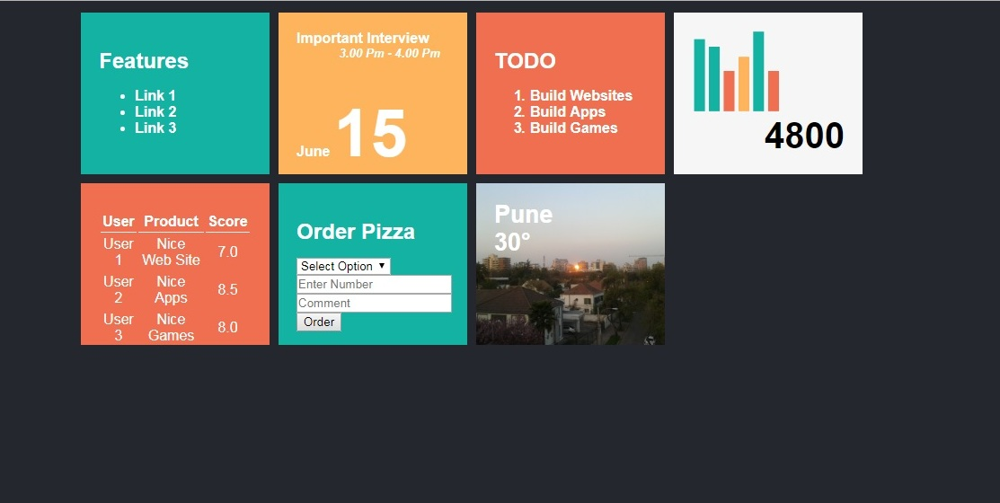 Features
Link 1
Link 2
Link 3
Important Interview
3.00 Pm - 4.00 Pm
June 15
TODO
1. Build Websites
2. Build Apps
3. Build Games
4800
User Product Score
User 1 Nice Web Site 7.0
User 2 Nice Apps 8.5
User 3 Nice Games 8.0
Order Pizza
Select Option
Enter Number
Comment
Order
Pune
30°